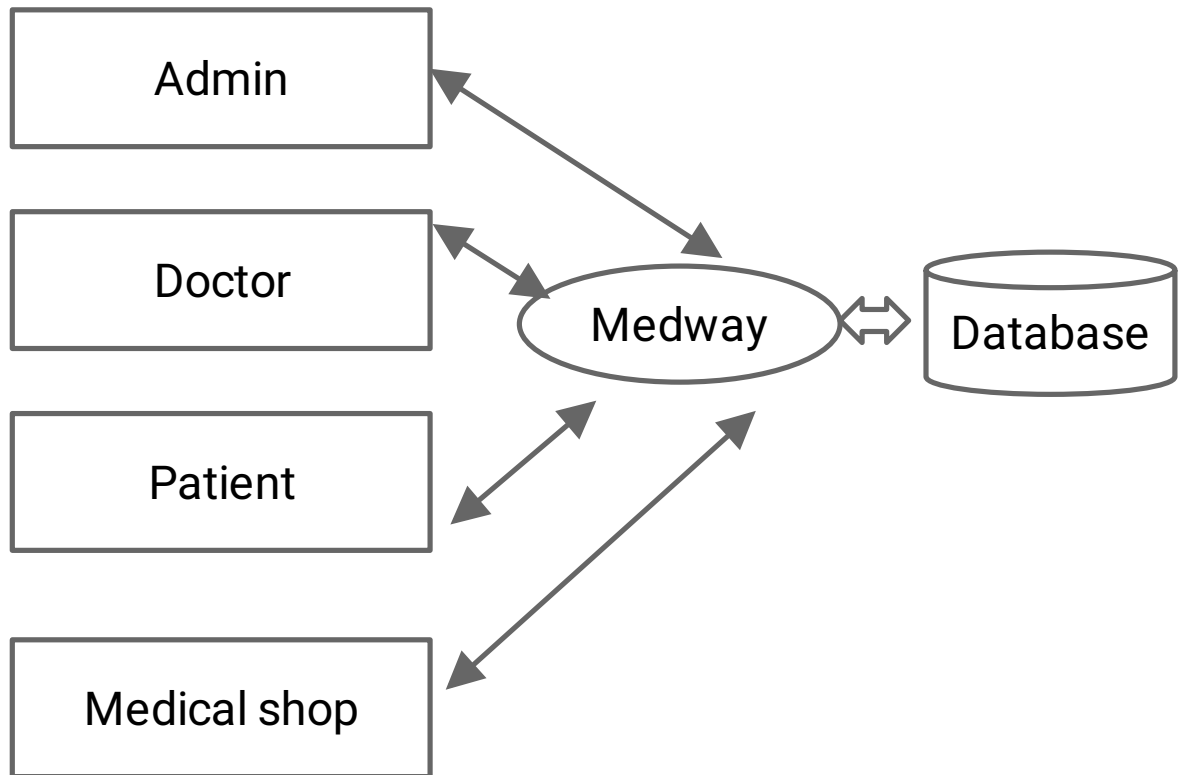 Admin
Doctor
Medway
Database
Patient
Medical shop